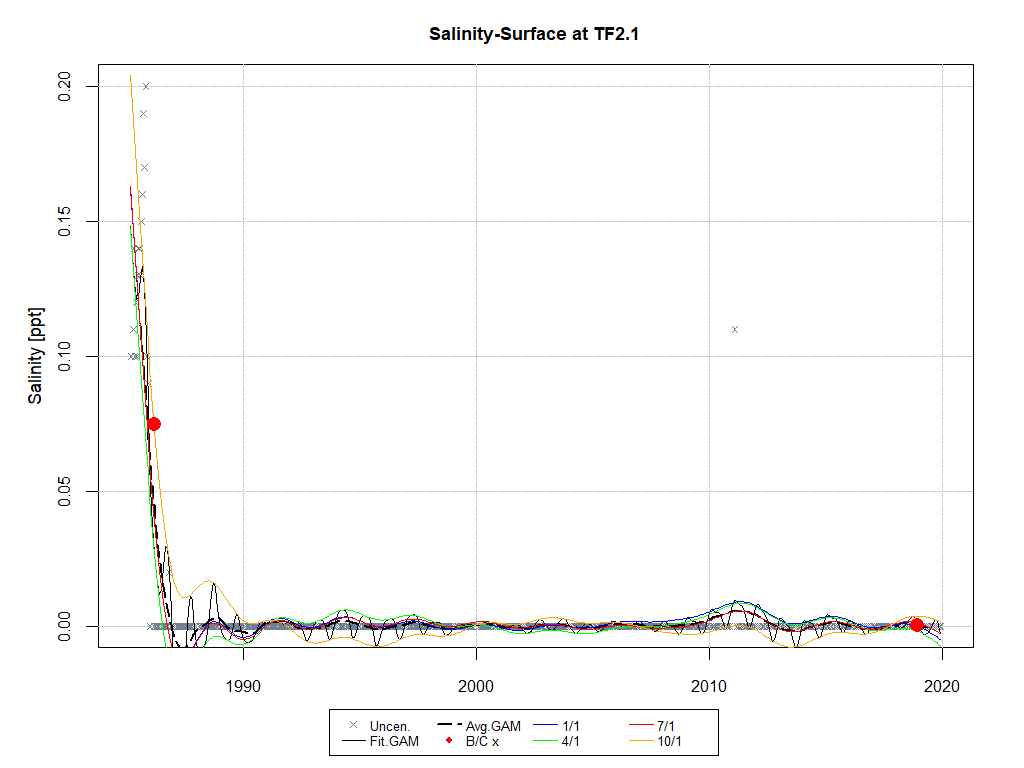 Salinity-Surface at TF2.1
Salinity [ppt]
0.20
0.15
0.10
0.05
0.00
1990 2000 2010 2020
Uncen. Avg.GAM 1/1 7/1
Fit.GAM B/C x 4/1 10/1